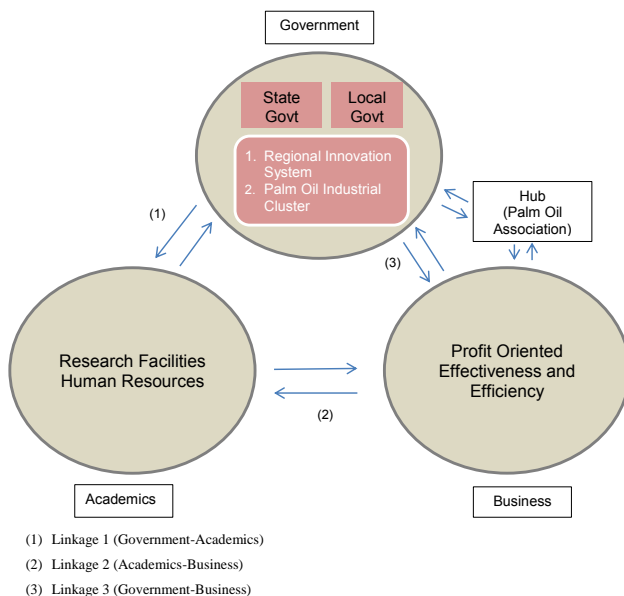 Government
State
Govt
Local
Govt
1. Regional Innovation
System
2. Palm Oil Industrial
Cluster
Hub
(Palm Oil
Association)
(1)
(3)
Research Facilities
Human Resources
Profit Oriented
Effectiveness and
Efficiency
(2)
Academics
Business
(1) Linkage 1 (Government-Academics)
(2) Linkage 2 (Academics-Business)
(3) Linkage 3 (Government-Business)